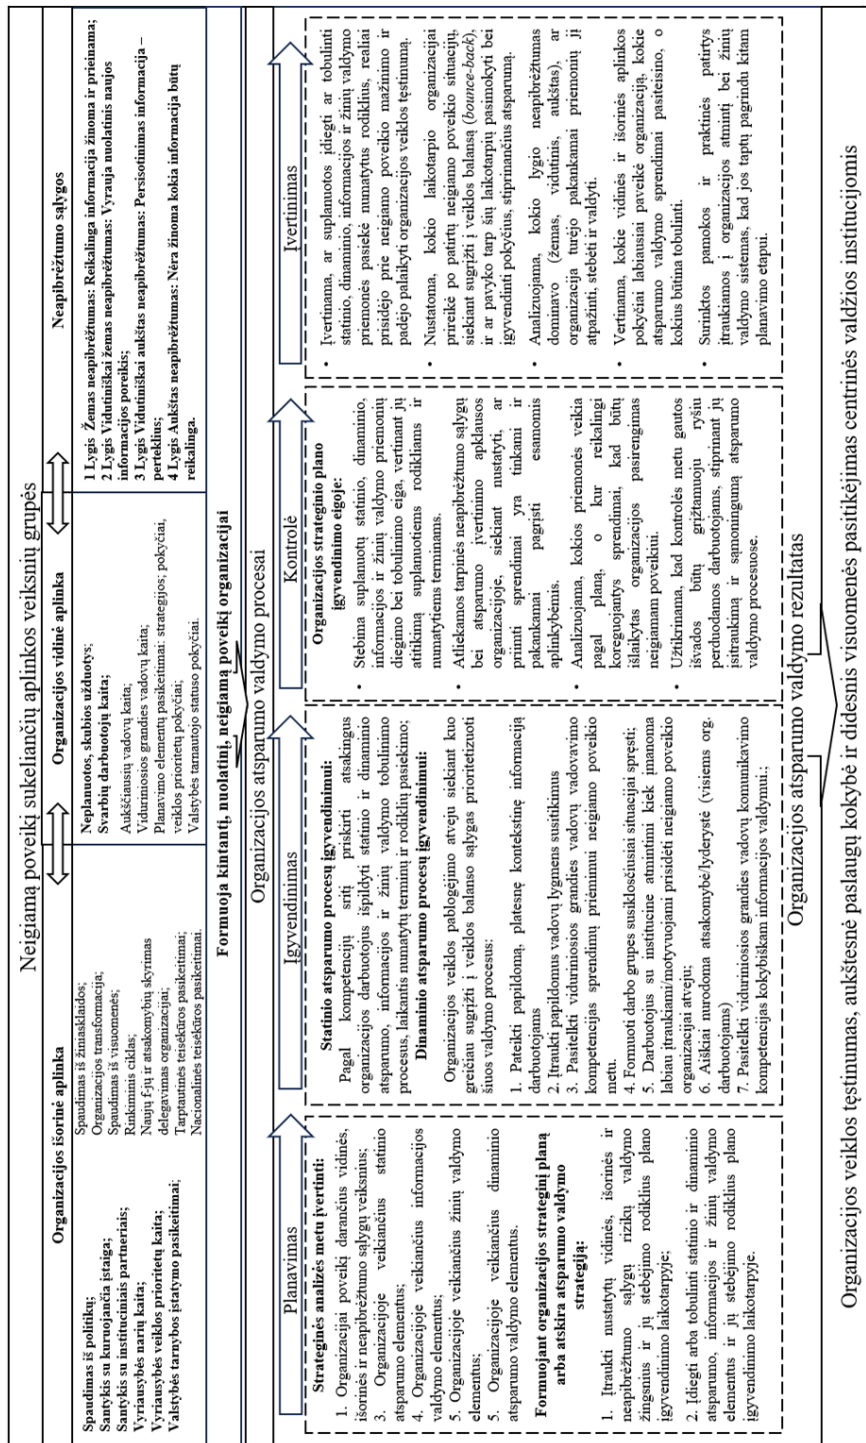 Neigiamą poveikį sukeliančių aplinkos veiksnių grupės
Organizacijos išorinė aplinka
Organizacijos vidinė aplinka
Neapibrėžtumo sąlygos
Spaudimas iš politikų;
Santykis su kuruojančia įstaiga;
Santykis su instituciniais partneriais;
Vyriausybės narių kaita;
Vyriausybės veiklos prioritetų kaita;
Valstybės tarnybos įstatymo pasikeitimai;
Spaudimas iš žiniasklaidos;
Organizacijos transformacija;
Spaudimas iš visuomenės;
Rinkiminis ciklas;
Naujų f-jų ir atsakomybių skyrimas
delegavimas organizacijai;
Tarptautinės teisėkūros pasikeitimai;
Nacionalinės teisėkūros pasikeitimai.
Neplanuotos, skubios užduotys;
Svarbių darbuotojų kaita;
Aukščiausių vadovų kaita;
Viduriniosios grandies vadovų kaita;
Planavimo elementų pasikeitimai: strategijos; pokyčiai,
veiklos prioritetų pokyčiai;
Valstybės tarnautojo statuso pokyčiai.
1 Lygis Žemas neapibrėžtumas: Reikalinga informacija žinoma ir prieinama;
2 Lygis Vidutiniškai žemas neapibrėžtumas: Vyrauja nuolatinis naujos
informacijos poreikis;
3 Lygis Vidutiniškai aukštas neapibrėžtumas: Persisotinimas informacija –
perteklius;
4 Lygis Aukštas neapibrėžtumas: Nėra žinoma kokia informacija būtų
reikalinga.
Formuoja kintantį, nuolatinį, neigiamą poveikį organizacijai
Organizacijos atsparumo valdymo procesai
Planavimas
Įgyvendinimas
Kontrolė
Įvertinimas
Strateginės analizės metu įvertinti:
1. Organizacijai poveikį darančius vidinės,
išorinės ir neapibrėžtumo sąlygų veiksnius;
3. Organizacijoje veikiančius statinio
atsparumo elementus;
4. Organizacijoje veikiančius informacijos
valdymo elementus;
5. Organizacijoje veikiančius žinių valdymo
elementus;
5. Organizacijoje veikiančius dinaminio
atsparumo valdymo elementus.
Formuojant organizacijos strateginį planą
arba atskirą atsparumo valdymo
strategiją:
1. Įtraukti nustatytų vidinės, išorinės ir
neapibrėžtumo sąlygų rizikų valdymo
žingsnius ir jų stebėjimo rodiklius plano
įgyvendinimo laikotarpyje;
2. Įdiegti arba tobulinti statinio ir dinaminio
atsparumo, informacijos ir žinių valdymo
elementus ir jų stebėjimo rodiklius plano
įgyvendinimo laikotarpyje.
Statinio atsparumo procesų įgyvendinimui:
Pagal kompetencijų sritį priskirti atsakingus
organizacijos darbuotojus išpildyti statinio ir dinaminio
atsparumo, informacijos ir žinių valdymo tobulinimo
procesus, laikantis numatytų terminų ir rodiklių pasiekimo;
Dinaminio atsparumo procesų įgyvendinimui:
Organizacijos veiklos pablogėjimo atveju siekiant kuo
greičiau sugrįžti į veiklos balanso sąlygas prioritetizuoti
šiuos valdymo procesus:
1. Pateikti papildomą, platesnę kontekstinę informaciją
darbuotojams
2. Įtraukti papildomus vadovų lygmens susitikimus
3. Pasitelkti viduriniosios grandies vadovų vadovavimo
kompetencijas sprendimų priėmimui neigiamo poveikio
metu.
4. Formuoti darbo grupes susiklosčiusiai situacijai spręsti;
5. Darbuotojus su institucine atmintimi kiek įmanoma
labiau įtraukiami/motyvuojami prisidėti neigiamo poveikio
organizacijai atveju;
6. Aiškiai nurodoma atsakomybė/lyderystė (visiems org.
darbuotojams)
7. Pasitelkti viduriniosios grandies vadovų komunikavimo
kompetencijas kokybiškam informacijos valdymui.;
Organizacijos strateginio plano
įgyvendinimo eigoje:
• Stebima suplanuotų statinio, dinaminio,
informacijos ir žinių valdymo priemonių
diegimo bei tobulinimo eiga, vertinant jų
atitikimą suplanuotiems rodikliams ir
numatytiems terminams.
• Atliekamos tarpinės neapibrėžtumo sąlygų
bei atsparumo įvertinimo apklausos
organizacijoje, siekiant nustatyti, ar
priimti sprendimai yra tinkami ir
pakankamai pagrįsti esamomis
aplinkybėmis.
• Analizuojama, kokios priemonės veikia
pagal planą, o kur reikalingi
koreguojantys sprendimai, kad būtų
išlaikytas organizacijos pasirengimas
neigiamam poveikiui.
• Užtikrinama, kad kontrolės metu gautos
išvados būtų grįžtamuoju ryšiu
perduodamos darbuotojams, stiprinant jų
įsitraukimą ir sąmoningumą atsparumo
valdymo procesuose.
• Įvertinama, ar suplanuotos įdiegti ar tobulinti
statinio, dinaminio, informacijos ir žinių valdymo
priemonės pasiekė numatytus rodiklius, realiai
prisidėjo prie neigiamo poveikio mažinimo ir
padėjo palaikyti organizacijos veiklos tęstinumą.
• Nustatoma, kokio laikotarpio organizacijai
prireikė po patirtų neigiamo poveikio situacijų,
siekiant sugrįžti į veiklos balansą (bounce-back),
ir ar pavyko tarp šių laikotarpių pasimokyti bei
įgyvendinti pokyčius, stiprinančius atsparumą.
• Analizuojama, kokio lygio neapibrėžtumas
dominavo (žemas, vidutinis, aukštas), ar
organizacija turėjo pakankamai priemonių jį
atpažinti, stebėti ir valdyti.
• Vertinama, kokie vidinės ir išorinės aplinkos
pokyčiai labiausiai paveikė organizaciją, kokie
atsparumo valdymo sprendimai pasiteisino, o
kokius būtina tobulinti.
• Surinktos pamokos ir praktinės patirtys
įtraukiamos į organizacijos atmintį bei žinių
valdymo sistemas, kad jos taptų pagrindu kitam
planavimo etapui.
Organizacijos atsparumo valdymo rezultatas
Organizacijos veiklos tęstinumas, aukštesnė paslaugų kokybė ir didesnis visuomenės pasitikėjimas centrinės valdžios institucijomis